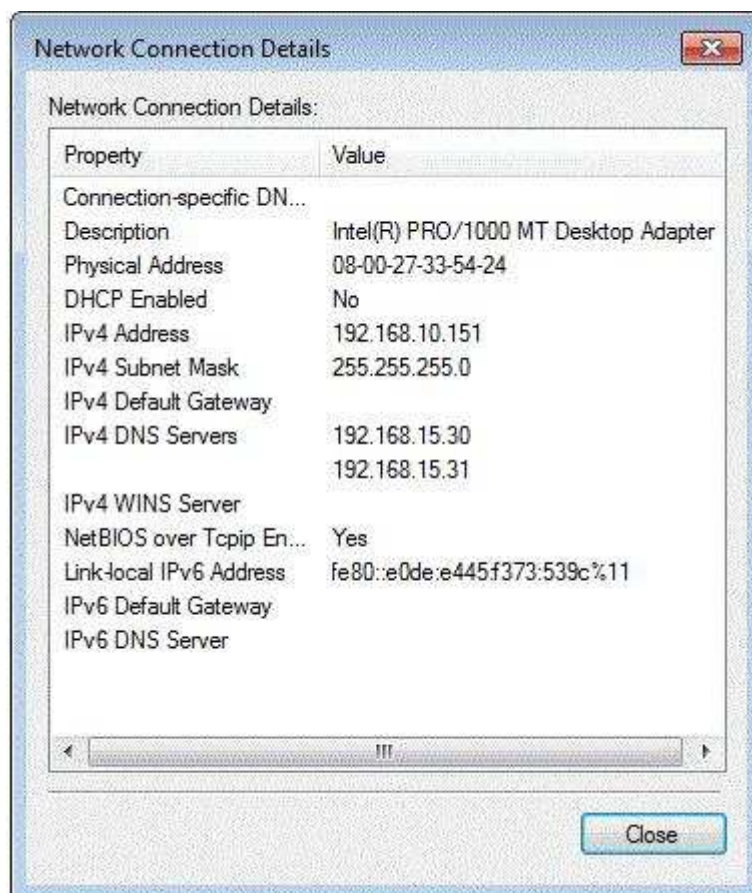 Network Connection Details
Network Connection Details:
Property Value
Connection-specific DN...
Description Intel(R) PRO/1000 MT Desktop Adapter
Physical Address 08-00-27-33-54-24
DHCP Enabled No
IPv4 Address 192.168.10.151
IPv4 Subnet Mask 255.255.255.0
IPv4 Default Gateway
IPv4 DNS Servers 192.168.15.30
192.168.15.31
IPv4 WINS Server
NetBIOS over Tcpip En... Yes
Link-local IPv6 Address fe80::e0de:e445:f373:539c%11
IPv6 Default Gateway
IPv6 DNS Server
Close